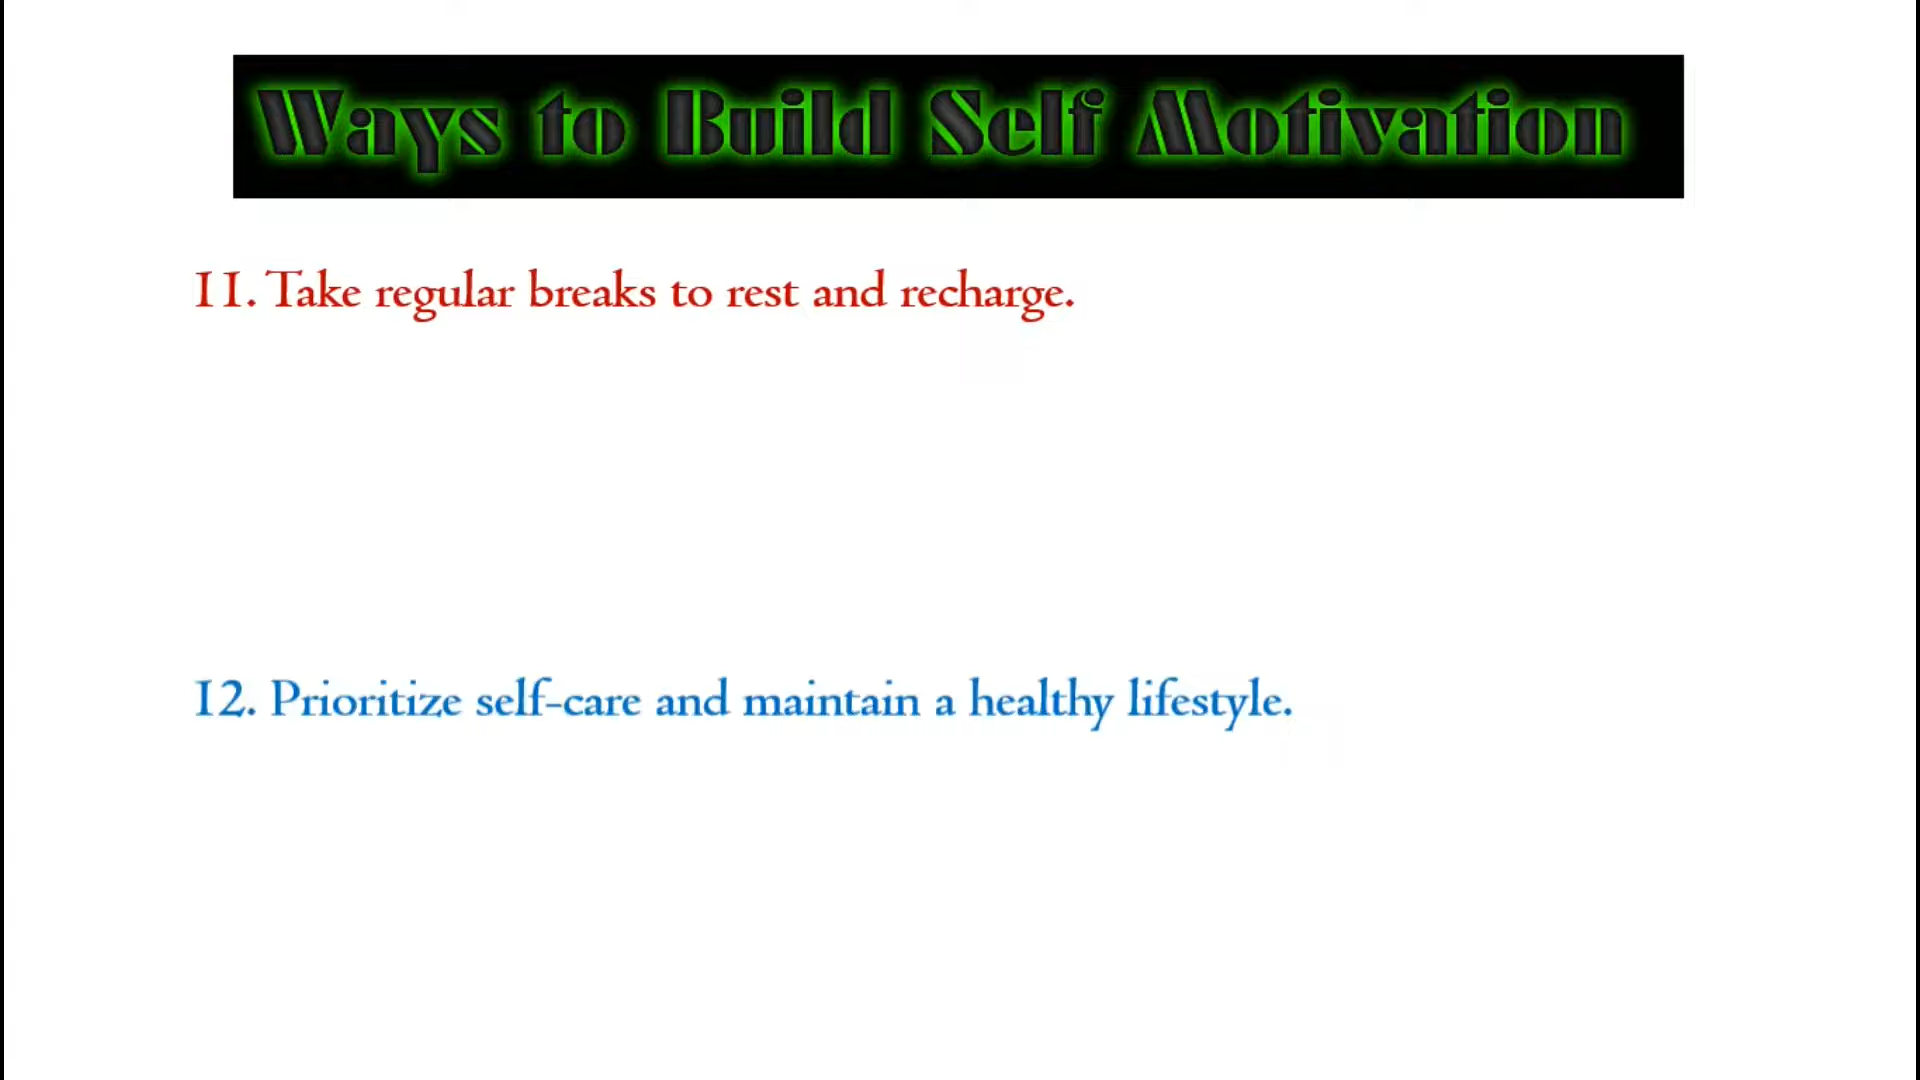 Ways to Build Self Motivation
11. Take regular breaks to rest and recharge.
12. Prioritize self-care and maintain a healthy lifestyle.